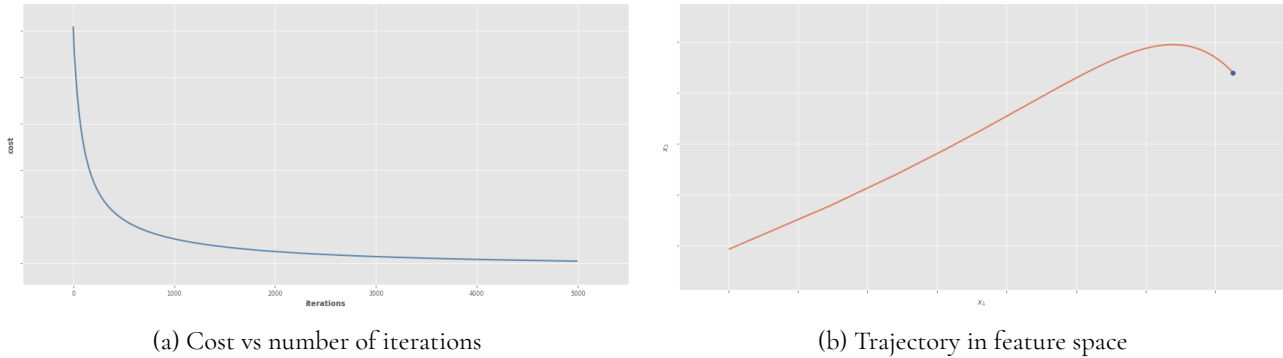 cost
0 1000 2000 3000 4000 5000
iterations
(a) Cost vs number of iterations
x₂
x₁
(b) Trajectory in feature space